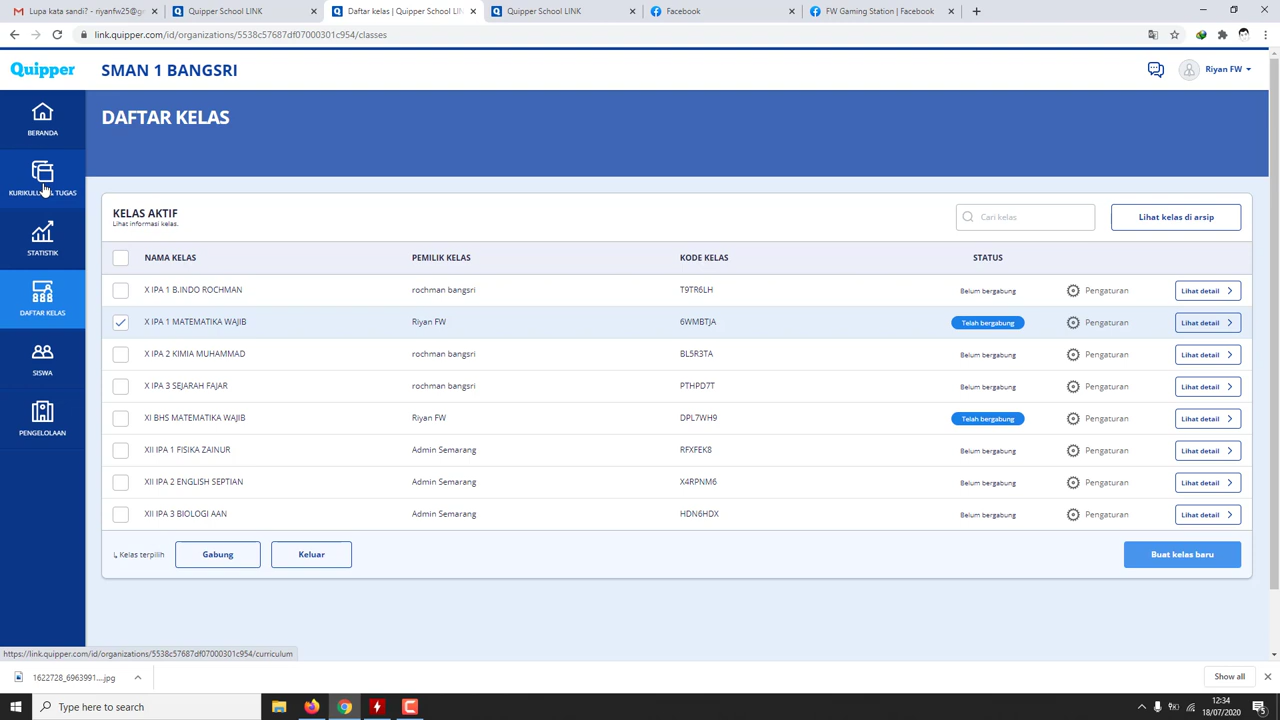 Lupa kata sandi? - riyanfw25@g
Quipper School LINK
Daftar kelas | Quipper School LIN
Quipper School LINK
Facebook
FW Gaming Station | Facebook
link.quipper.com/id/organizations/5538c57687df07000301c954/classes
Quipper
SMAN 1 BANGSRI
Riyan FW
BERANDA
DAFTAR KELAS
TUGAS
STATISTIK
DAFTAR KELAS
SISWA
PENGELOLAAN
KELAS AKTIF
Lihat informasi kelas.
Cari kelas
Lihat kelas di arsip
NAMA KELAS PEMILIK KELAS KODE KELAS STATUS
X IPA 1 B.INDO ROCHMAN rochman bangsri T9TR6LH Belum bergabung Pengaturan Lihat detail
X IPA 1 MATEMATIKA WAJIB Riyan FW 6WMBTJA Telah bergabung Pengaturan Lihat detail
X IPA 2 KIMIA MUHAMMAD rochman bangsri BL5R3TA Belum bergabung Pengaturan Lihat detail
X IPA 3 SEJARAH FAJAR rochman bangsri PTHPD7T Belum bergabung Pengaturan Lihat detail
XI BHS MATEMATIKA WAJIB Riyan FW DPL7WH9 Telah bergabung Pengaturan Lihat detail
XII IPA 1 FISIKA ZAINUR Admin Semarang RFXFEK8 Belum bergabung Pengaturan Lihat detail
XII IPA 2 ENGLISH SEPTIAN Admin Semarang X4RPNM6 Belum bergabung Pengaturan Lihat detail
XII IPA 3 BIOLOGI AAN Admin Semarang HDN6HDX Belum bergabung Pengaturan Lihat detail
Kelas terpilih Gabung Keluar Buat kelas baru
https://link.quipper.com/id/organizations/5538c57687df07000301c954/curriculum
1622728_6963991....jpg
Show all
Type here to search
12:34
18/07/2020
5